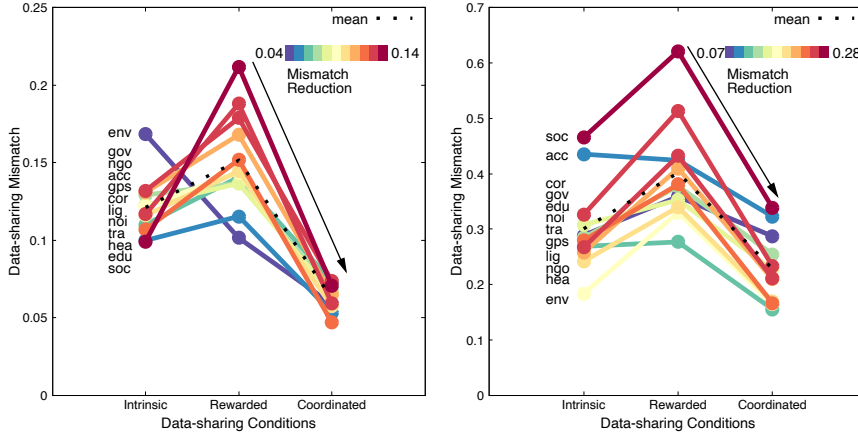 0.25
0.2
0.15
0.1
0.05
0
Data-sharing Mismatch
mean
0.04
0.14
Mismatch
Reduction
env
gov
ngo
acc
gps
cor
lig
noi
tra
hea
edu
soc
Intrinsic
Rewarded
Coordinated
Data-sharing Conditions
0.7
0.6
0.5
0.4
0.3
0.2
0.1
0
Data-sharing Mismatch
mean
0.07
0.28
Mismatch
Reduction
soc
acc
cor
gov
edu
noi
tra
gps
lig
ngo
hea
env
Intrinsic
Rewarded
Coordinated
Data-sharing Conditions